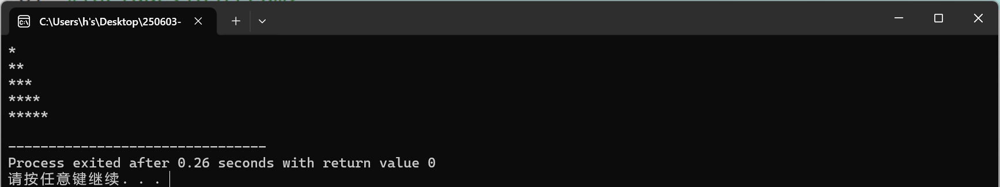 C:\Users\h's\Desktop\250603-
*
**
***
****
*****
--------------------------------
Process exited after 0.26 seconds with return value 0
请按任意键继续. . .